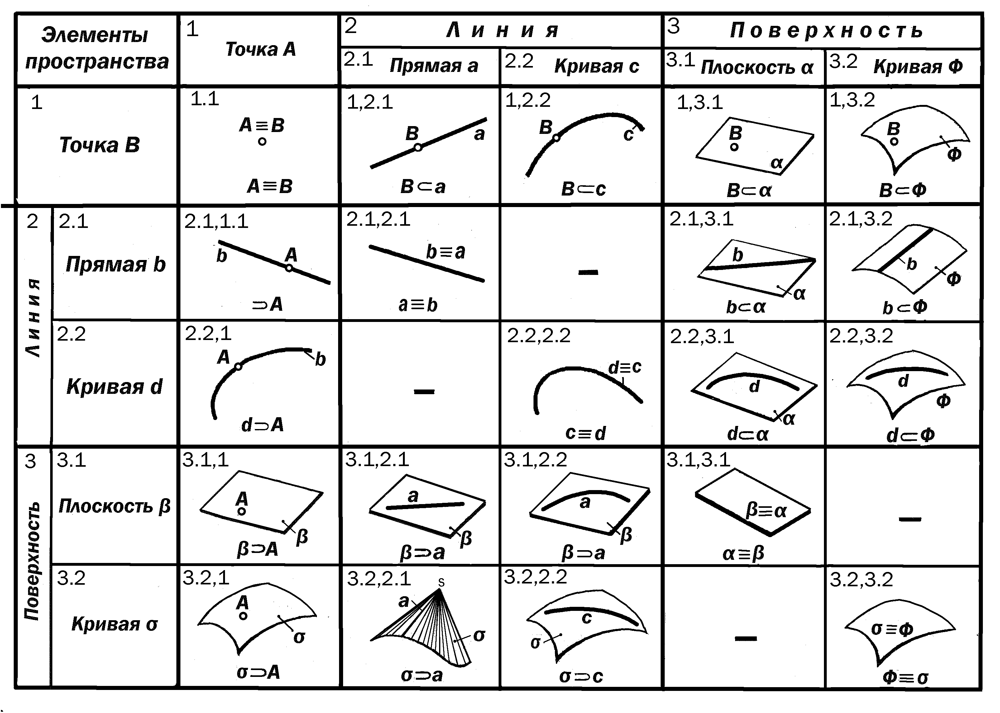 Элементы
пространства
1
Точка А
2
Линия
3
Поверхность
2.1 Прямая a
2.2 Кривая c
3.1 Плоскость α
3.2 Кривая Ф
1
Точка В
1.1
A≡B
A≡B
1,2.1
B
a
B⊂a
1,2.2
B
c
B⊂c
1,3.1
B
α
B⊂α
1,3.2
B
Ф
B⊂Ф
2
Линия
2.1
Прямая b
2.1,1.1
b
A
⊃A
2.1,2.1
b≡a
a≡b
–
2.1,3.1
b
α
b⊂α
2.1,3.2
b
Ф
b⊂Ф
2.2
Кривая d
2.2,1
A
b
d⊃A
–
2.2,2.2
d≡c
c≡d
2.2,3.1
d
α
d⊂α
2.2,3.2
d
Ф
d⊂Ф
3
Поверхность
3.1
Плоскость β
3.1,1
A
β
β⊃A
3.1,2.1
a
β
β⊃a
3.1,2.2
a
β
β⊃a
3.1,3.1
β≡α
α≡β
–
3.2
Кривая σ
3.2,1
A
σ
σ⊃A
3.2,2.1
s
a
σ
σ⊃a
3.2,2.2
c
σ
σ⊃c
–
3.2,3.2
σ≡Ф
Ф≡σ